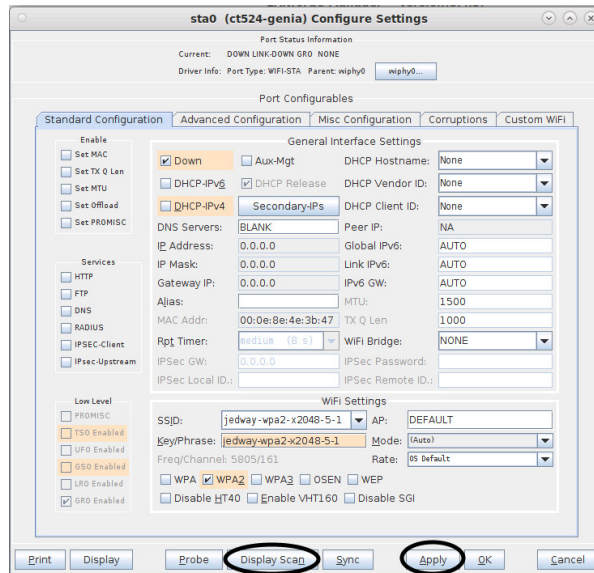 sta0 (ct524-genia) Configure Settings
Port Status Information
Current: DOWN LINK-DOWN GRO NONE
Driver Info: Port Type: WIFI-STA Parent: wiphy0 wiphy0...
Port Configurables
Standard Configuration Advanced Configuration Misc Configuration Corruptions Custom WiFi
Enable
Set MAC
Set TX Q Len
Set MTU
Set Offload
Set PROMISC
Services
HTTP
FTP
DNS
RADIUS
IPSEC-Client
IPsec-Upstream
Low Level
PROMISC
TSO Enabled
UFO Enabled
GSO Enabled
LRO Enabled
GRO Enabled
General Interface Settings
Down Aux-Mgt DHCP Hostname: None
DHCP-IPv6 DHCP Release DHCP Vendor ID: None
DHCP-IPv4 Secondary-IPs DHCP Client ID: None
DNS Servers: BLANK Peer IP: NA
IP Address: 0.0.0.0 Global IPv6: AUTO
IP Mask: 0.0.0.0 Link IPv6: AUTO
Gateway IP: 0.0.0.0 IPv6 GW: AUTO
Alias: MTU: 1500
MAC Addr: 00:0e:8e:4e:3b:47 TX Q Len 1000
Rpt Timer: medium (8 s) WiFi Bridge: NONE
IPSec GW: 0.0.0.0 IPSec Password:
IPSec Local ID.: IPSec Remote ID.:
WiFi Settings
SSID: jedway-wpa2-x2048-5-1 AP: DEFAULT
Key/Phrase: jedway-wpa2-x2048-5-1 Mode: (Auto)
Freq/Channel: 5805/161 Rate: OS Default
WPA WPA2 WPA3 OSEN WEP
Disable HT40 Enable VHT160 Disable SGI
Print Display Probe Display Scan Sync Apply OK Cancel